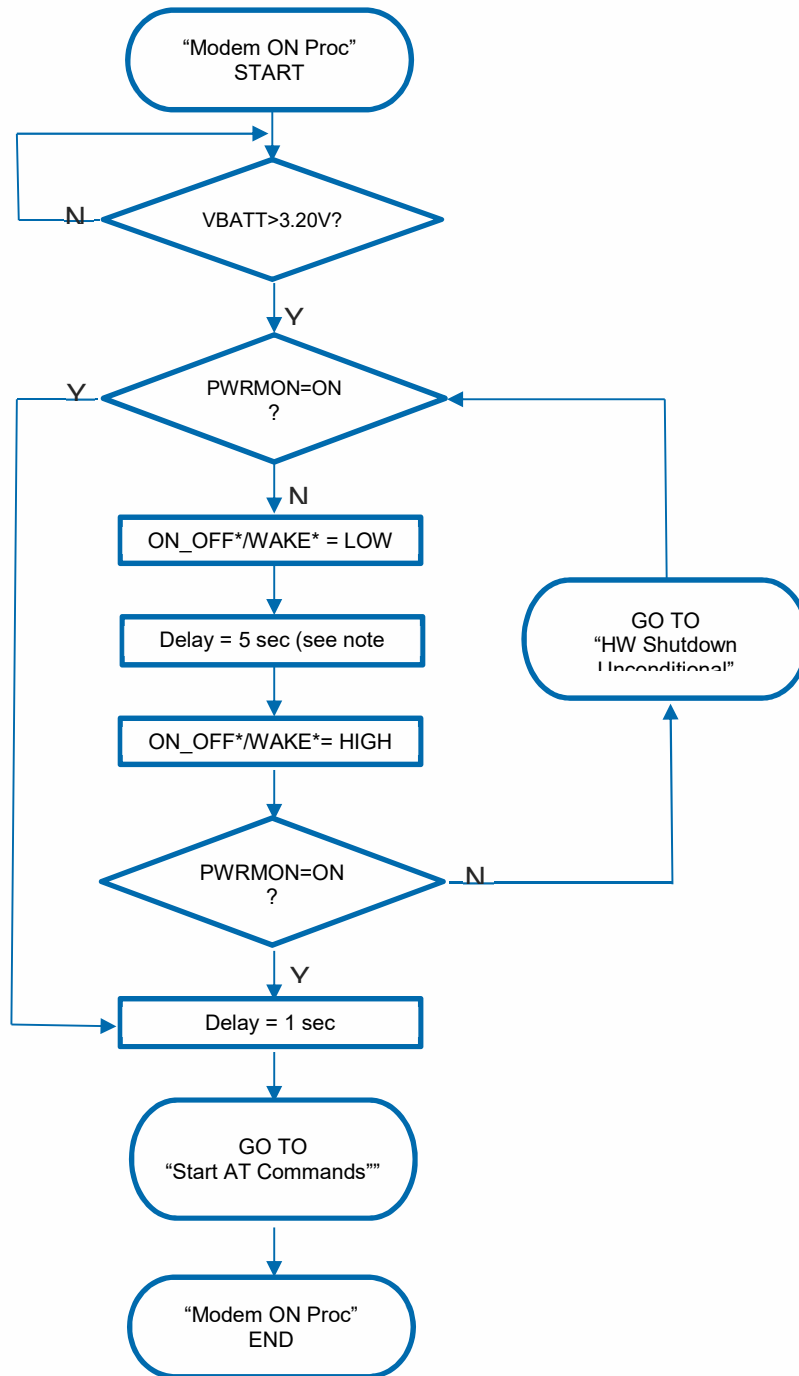 “Modem ON Proc”
START
N
VBATT>3.20V?
Y
Y
PWRMON=ON
?
N
ON_OFF*/WAKE* = LOW
Delay = 5 sec (see note
GO TO
“HW Shutdown
Unconditional”
ON_OFF*/WAKE*= HIGH
PWRMON=ON
?
N
Y
Delay = 1 sec
GO TO
“Start AT Commands””
“Modem ON Proc”
END